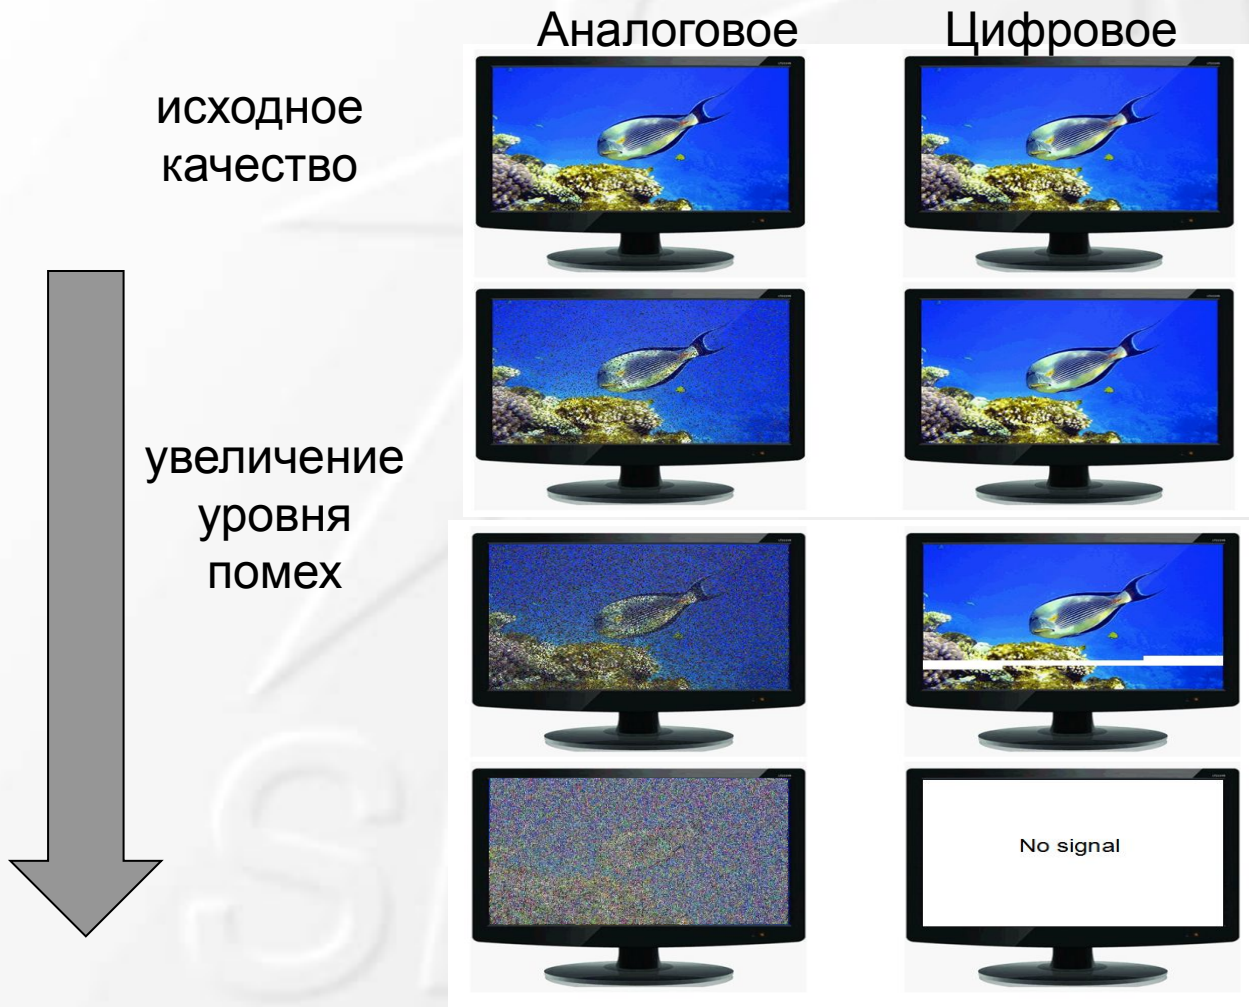 Аналоговое
Цифровое
исходное
качество
увеличение
уровня
помех
No signal